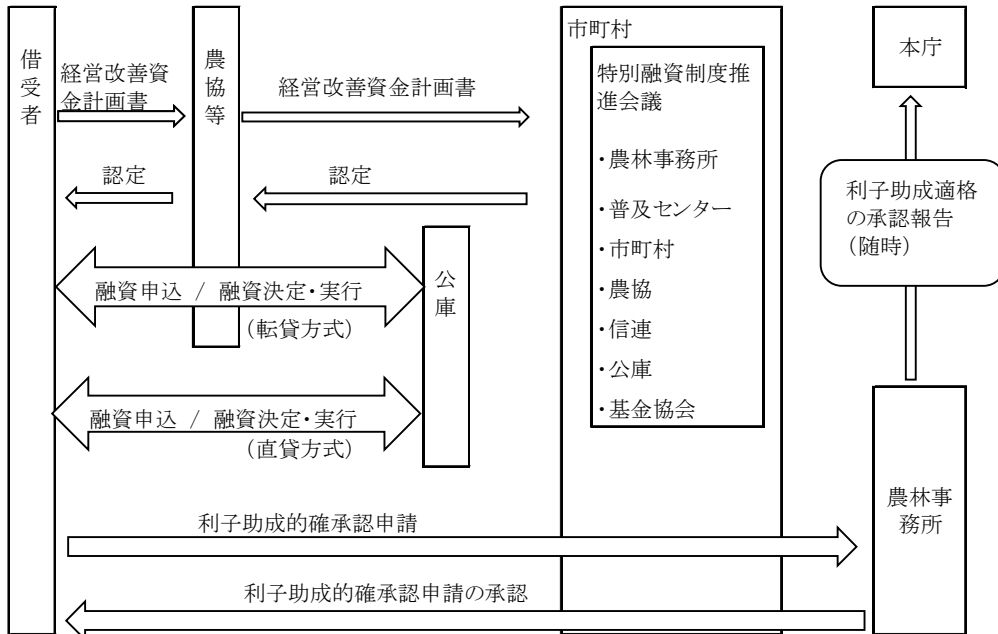 借受者
経営改善資
金計画書
農協等
経営改善資金計画書
市町村
特別融資制度推
進会議
・農林事務所
・普及センター
・市町村
・農協
・信連
・公庫
・基金協会
本庁
認定
認定
利子助成適格
の承認報告
（随時）
公庫
融資申込 / 融資決定・実行
（転貸方式）
融資申込 / 融資決定・実行
（直貸方式）
農林事
務所
利子助成的確承認申請
利子助成的確承認申請の承認